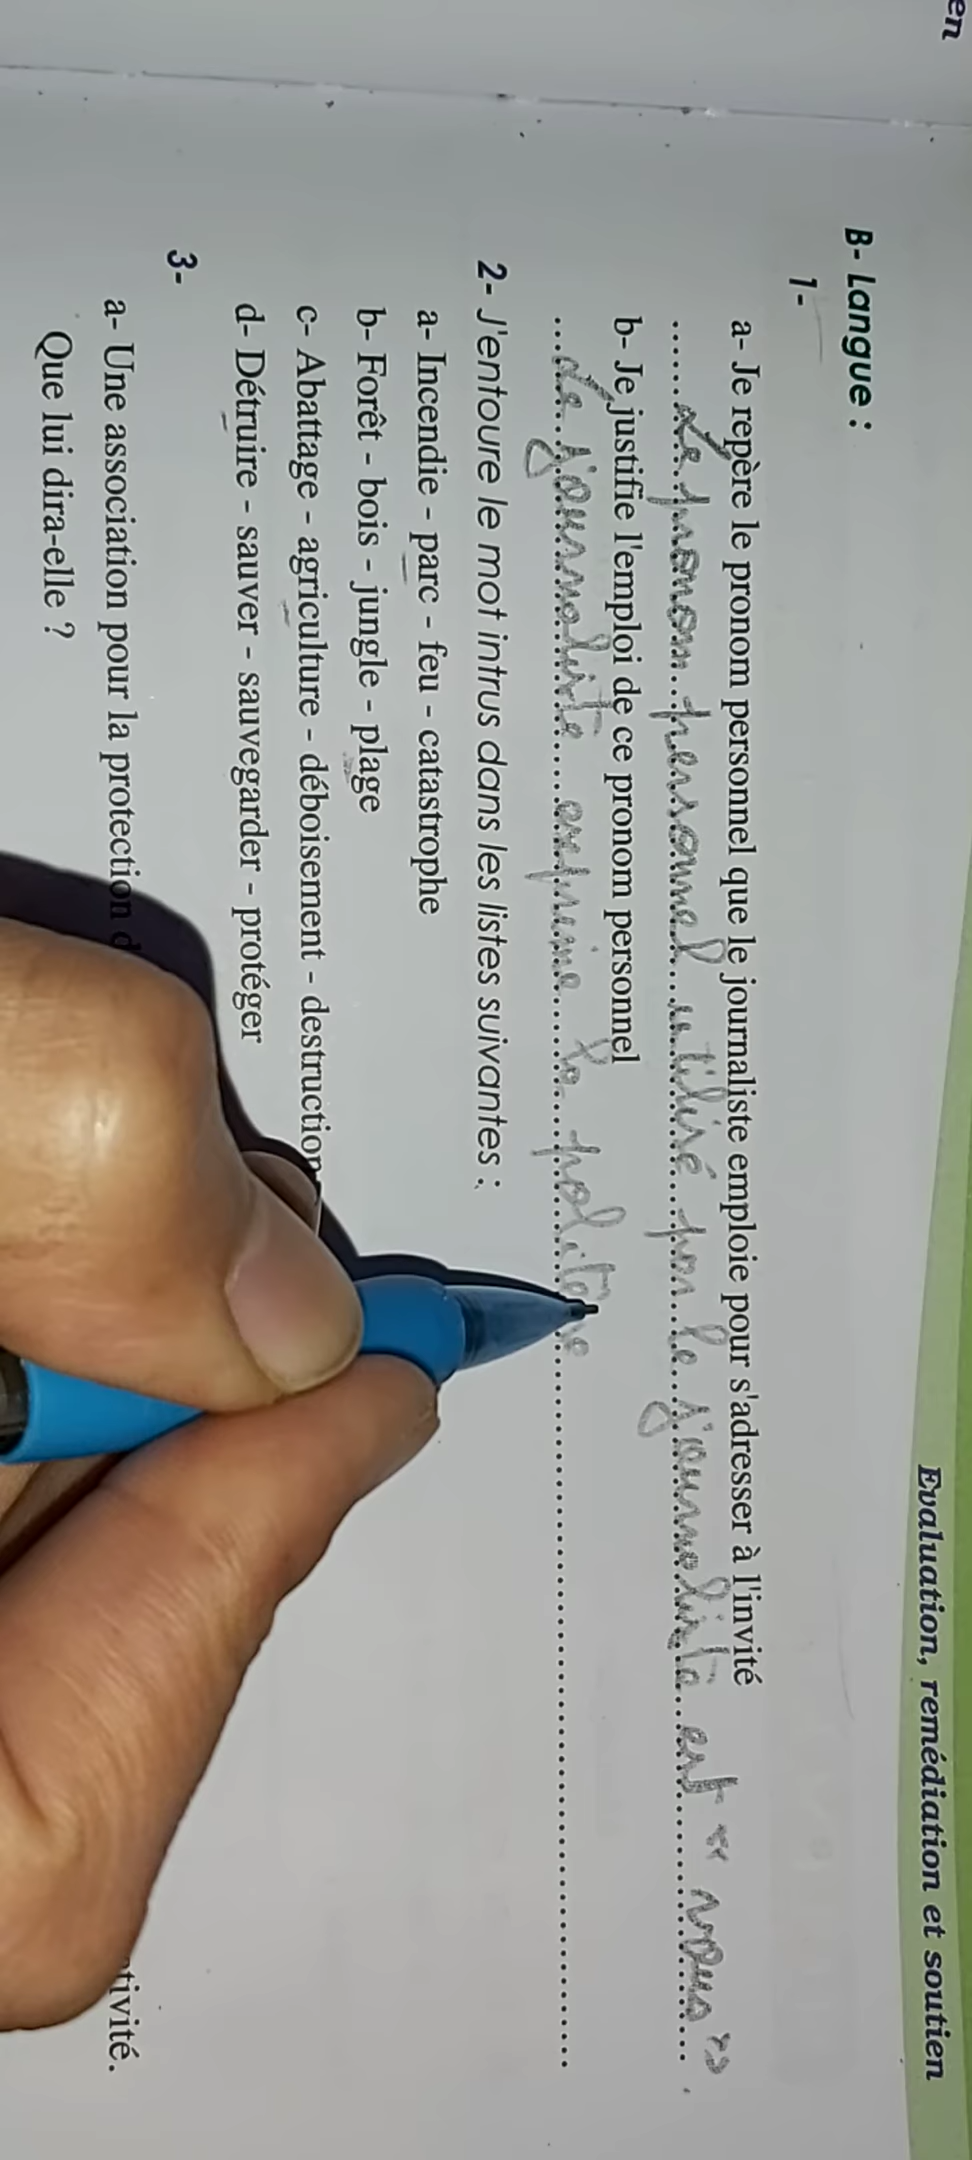 en
Evaluation, remédiation et soutien
B- Langue :
1-
a- Je repère le pronom personnel que le journaliste emploie pour s'adresser à l'invité
Le pronom personnel utilisé par le journaliste est « vous ».
b- Je justifie l'emploi de ce pronom personnel
Le journaliste exprime la polite
2- J'entoure le mot intrus dans les listes suivantes :
a- Incendie - parc - feu - catastrophe
b- Forêt - bois - jungle - plage
c- Abattage - agriculture - déboisement - destruction
d- Détruire - sauver - sauvegarder - protéger
3-
a- Une association pour la protection tivité.
Que lui dira-elle ?